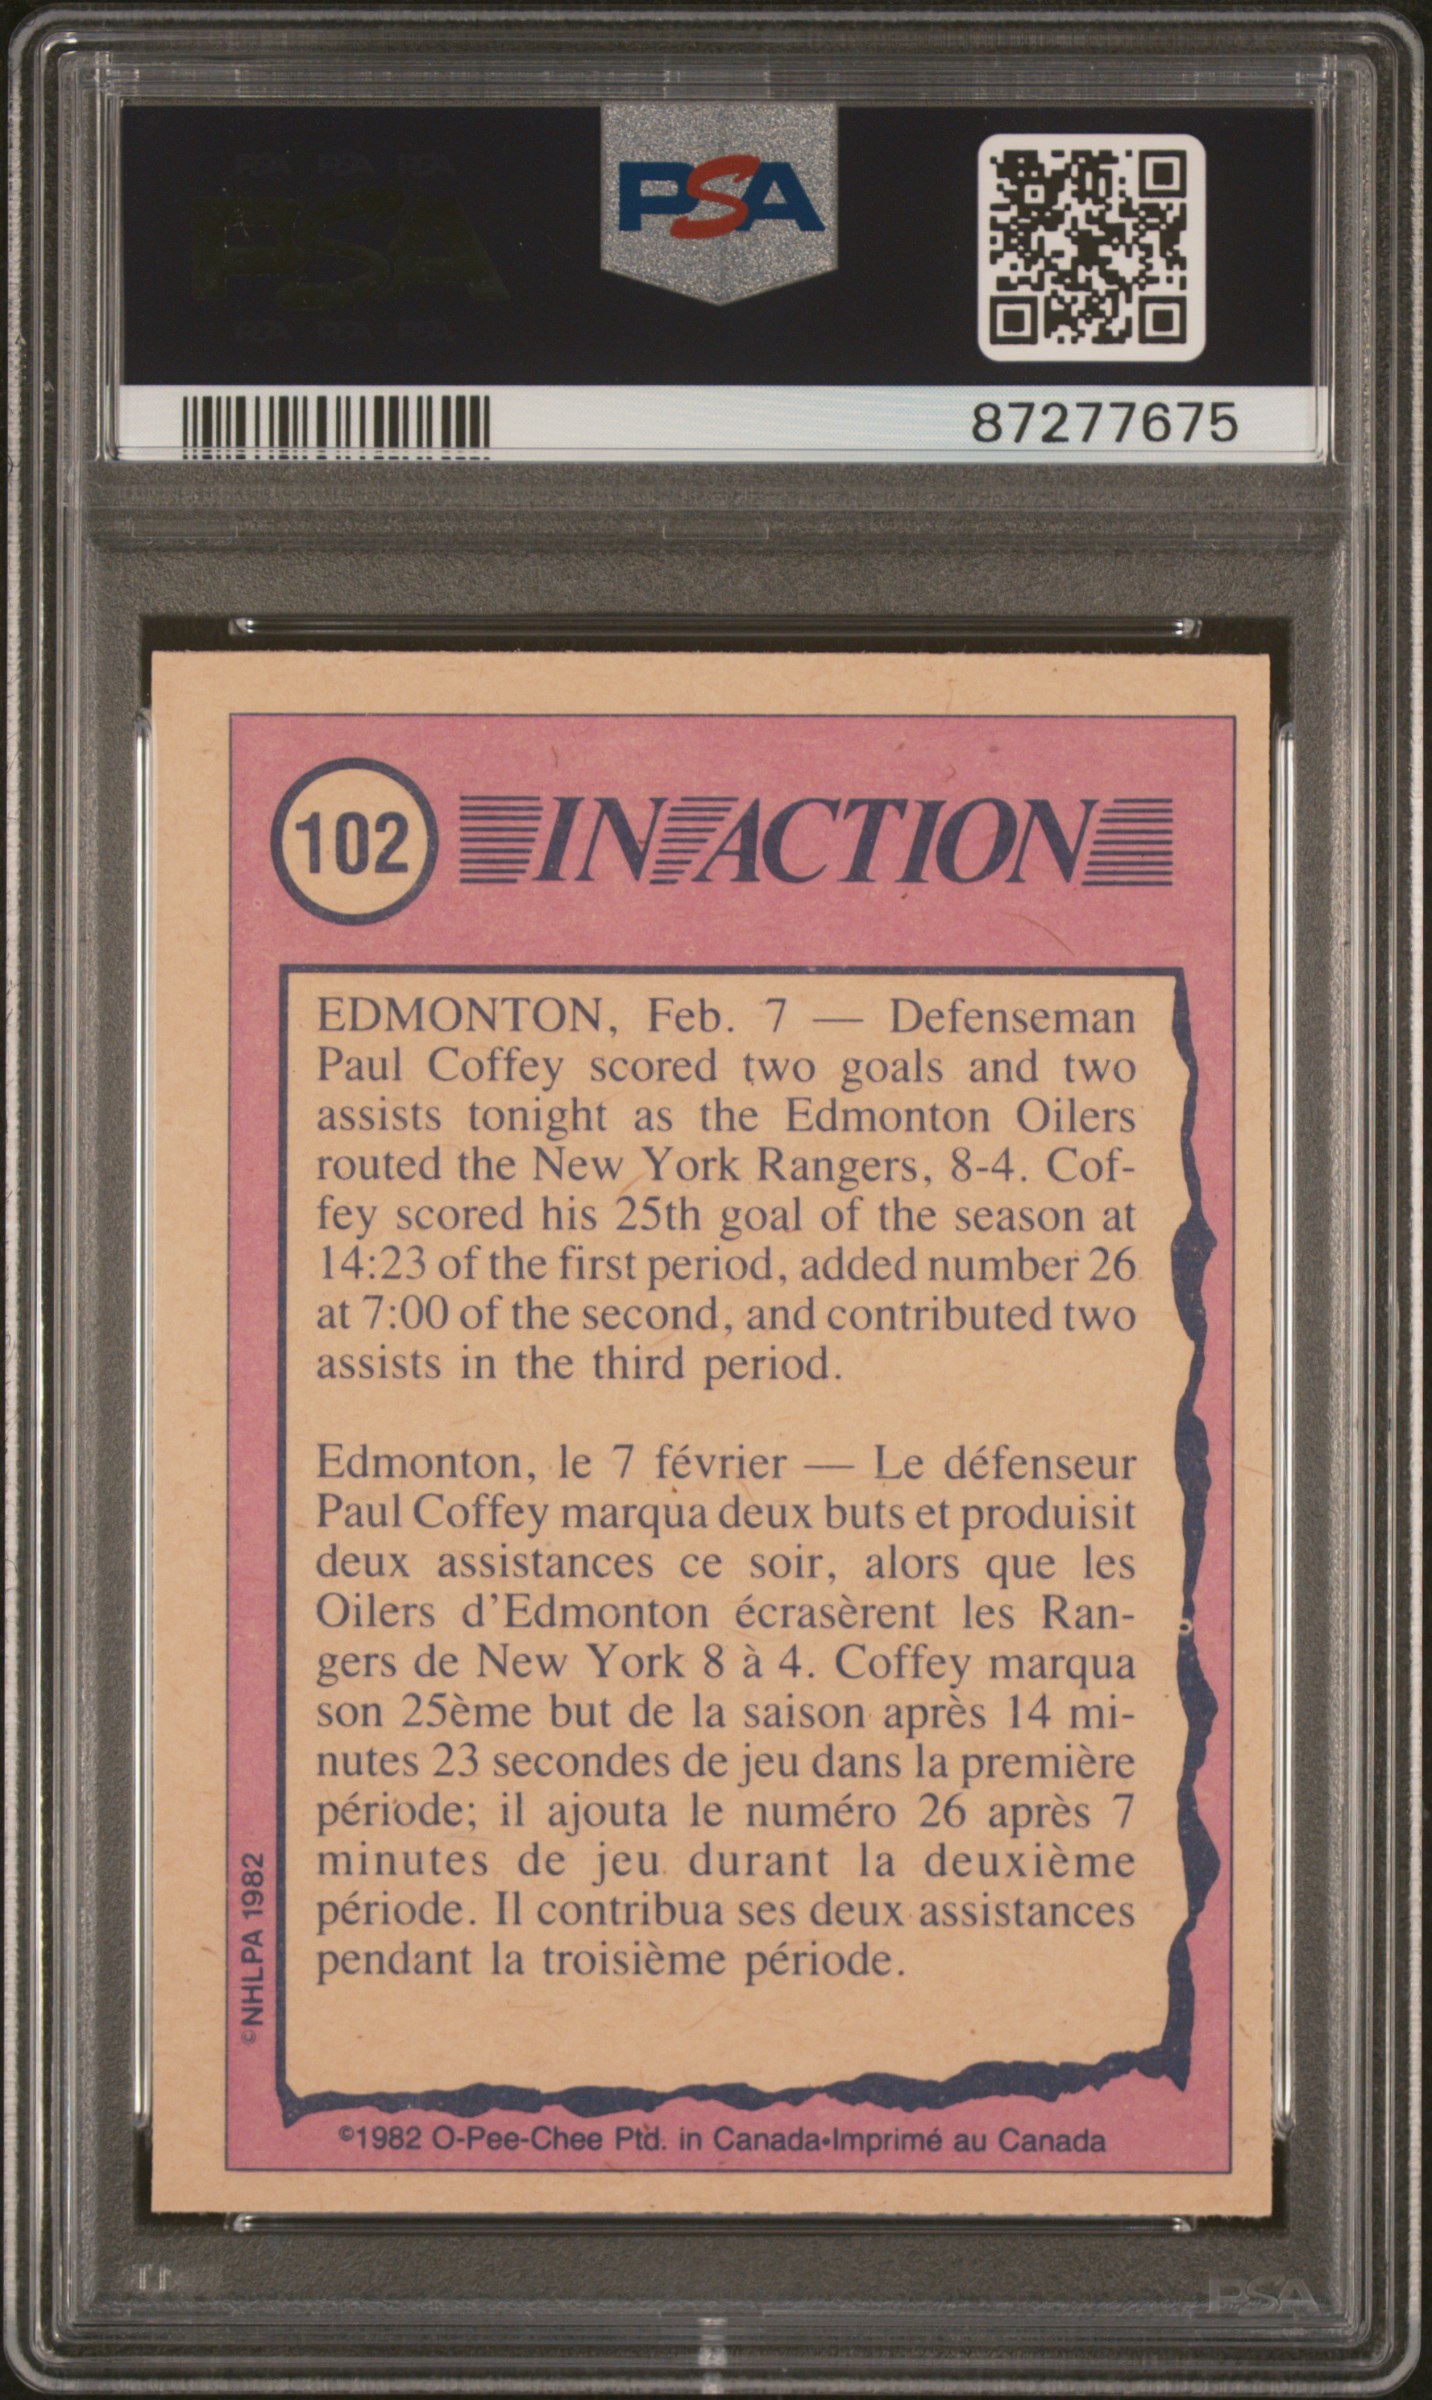 PSA
87277675
102 IN ACTION
EDMONTON, Feb. 7 — Defenseman
Paul Coffey scored two goals and two
assists tonight as the Edmonton Oilers
routed the New York Rangers, 8-4. Cof-
fey scored his 25th goal of the season at
14:23 of the first period, added number 26
at 7:00 of the second, and contributed two
assists in the third period.
Edmonton, le 7 février — Le défenseur
Paul Coffey marqua deux buts et produisit
deux assistances ce soir, alors que les
Oilers d'Edmonton écrasèrent les Ran-
gers de New York 8 à 4. Coffey marqua
son 25ème but de la saison après 14 mi-
nutes 23 secondes de jeu dans la première
période; il ajouta le numéro 26 après 7
minutes de jeu durant la deuxième
période. Il contribua ses deux assistances
pendant la troisième période.
©NHLPA 1982
©1982 O-Pee-Chee Ptd. in Canada•Imprimé au Canada
PSA